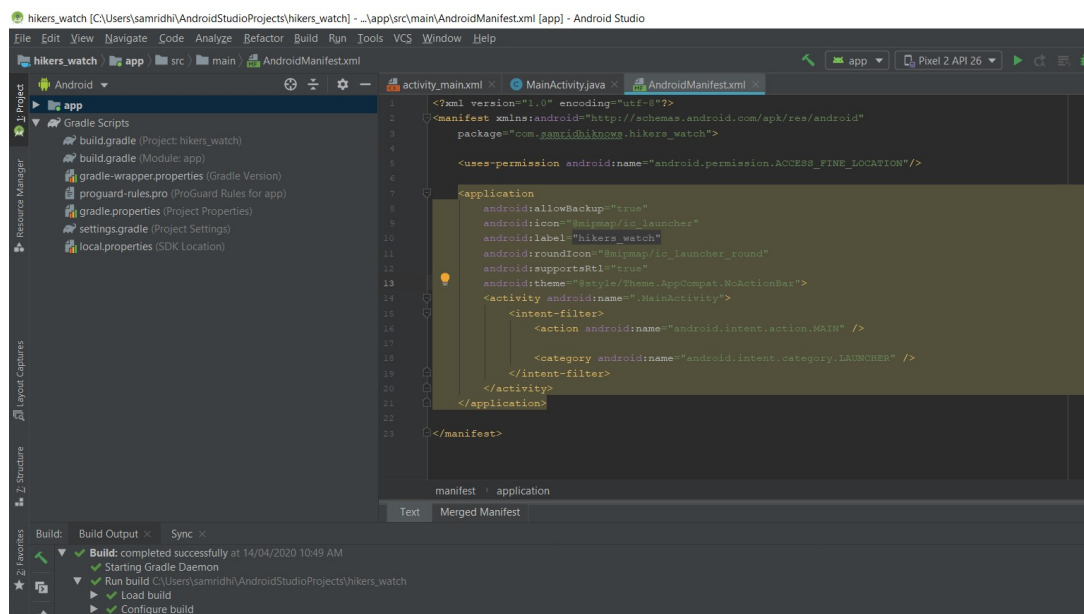 hikers_watch [C:\Users\samridhi\AndroidStudioProjects\hikers_watch] - ...\app\src\main\AndroidManifest.xml [app] - Android Studio
File Edit View Navigate Code Analyze Refactor Build Run Tools VCS Window Help
hikers_watch app src main AndroidManifest.xml app Pixel 2 API 26
1: Project
Resource Manager
Layout Captures
Z: Structure
2: Favorites
Android
app
Gradle Scripts
build.gradle (Project: hikers_watch)
build.gradle (Module: app)
gradle-wrapper.properties (Gradle Version)
proguard-rules.pro (ProGuard Rules for app)
gradle.properties (Project Properties)
settings.gradle (Project Settings)
local.properties (SDK Location)
activity_main.xml MainActivity.java AndroidManifest.xml
1 <?xml version="1.0" encoding="utf-8"?>
2 <manifest xmlns:android="http://schemas.android.com/apk/res/android"
3 package="com.samridhiknows.hikers_watch">
4
5 <uses-permission android:name="android.permission.ACCESS_FINE_LOCATION"/>
6
7 <application
8 android:allowBackup="true"
9 android:icon="@mipmap/ic_launcher"
10 android:label="hikers_watch"
11 android:roundIcon="@mipmap/ic_launcher_round"
12 android:supportsRtl="true"
13 android:theme="@style/Theme.AppCompat.NoActionBar">
14 <activity android:name=".MainActivity">
15 <intent-filter>
16 <action android:name="android.intent.action.MAIN" />
17
18 <category android:name="android.intent.category.LAUNCHER" />
19 </intent-filter>
20 </activity>
21 </application>
22
23 </manifest>
manifest application
Text Merged Manifest
Build: Build Output Sync
Build: completed successfully at 14/04/2020 10:49 AM
Starting Gradle Daemon
Run build C:\Users\samridhi\AndroidStudioProjects\hikers_watch
Load build
Configure build